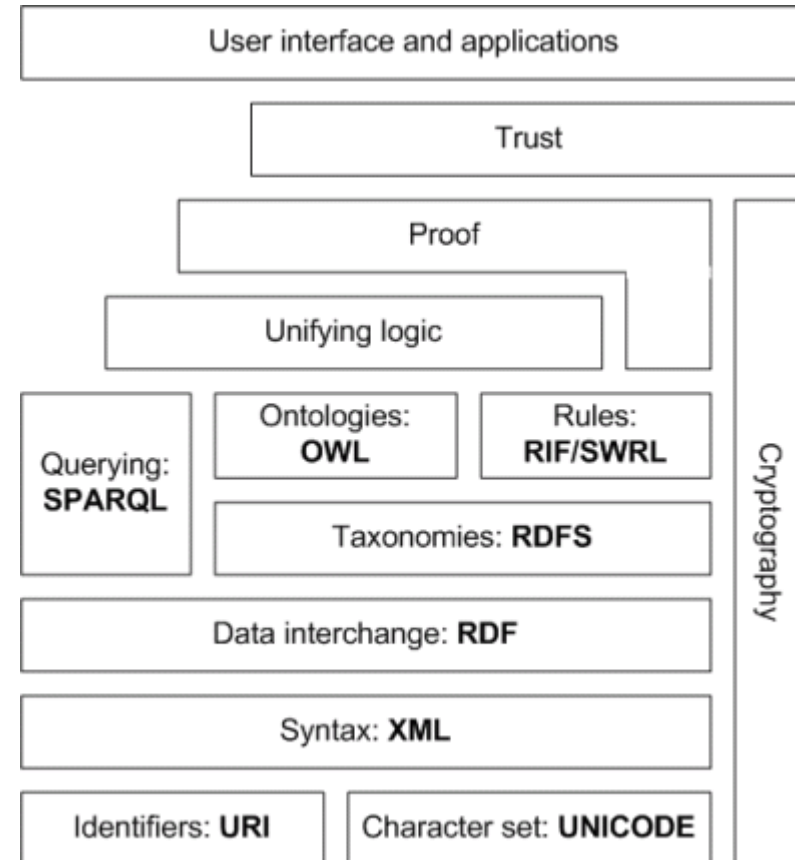 User interface and applications
Trust
Proof
Unifying logic
Ontologies:
OWL
Rules:
RIF/SWRL
Querying:
SPARQL
Taxonomies: RDFS
Cryptography
Data interchange: RDF
Syntax: XML
Identifiers: URI
Character set: UNICODE